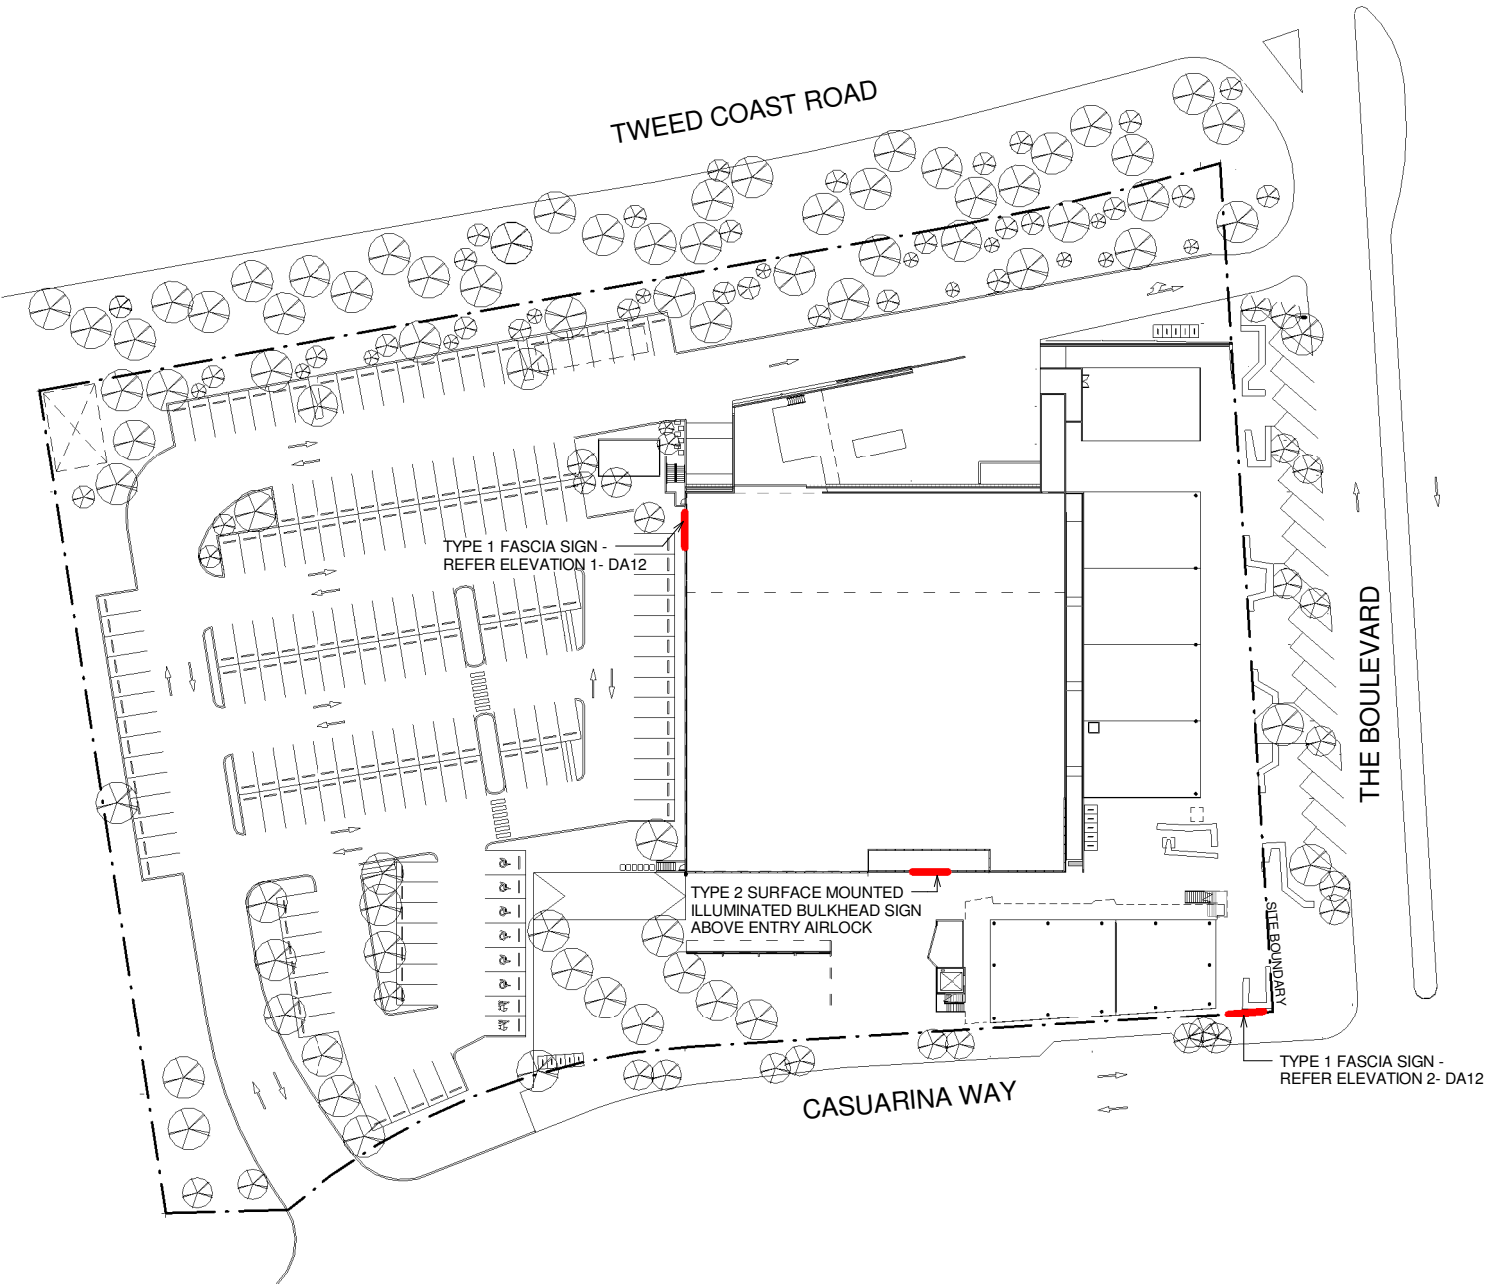 TWEED COAST ROAD
TYPE 1 FASCIA SIGN -
REFER ELEVATION 1- DA12
THE BOULEVARD
TYPE 2 SURFACE MOUNTED
ILLUMINATED BULKHEAD SIGN
ABOVE ENTRY AIRLOCK
SITE BOUNDARY
TYPE 1 FASCIA SIGN -
REFER ELEVATION 2- DA12
CASUARINA WAY